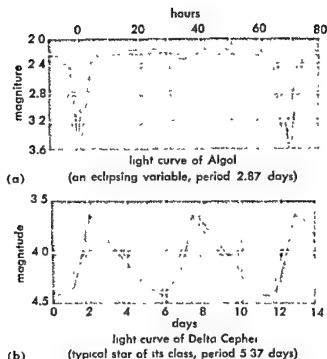 hours
0 20 40 60 80
2.0
2.4
2.8
3.2
3.6
magniture
light curve of Algol
(a) (an eclipsing variable, period 2.87 days)
3.5
4.0
4.5
magnitude
0 2 4 6 8 10 12 14
days
light curve of Delta Cephei
(b) (typical star of its class, period 5 37 days)